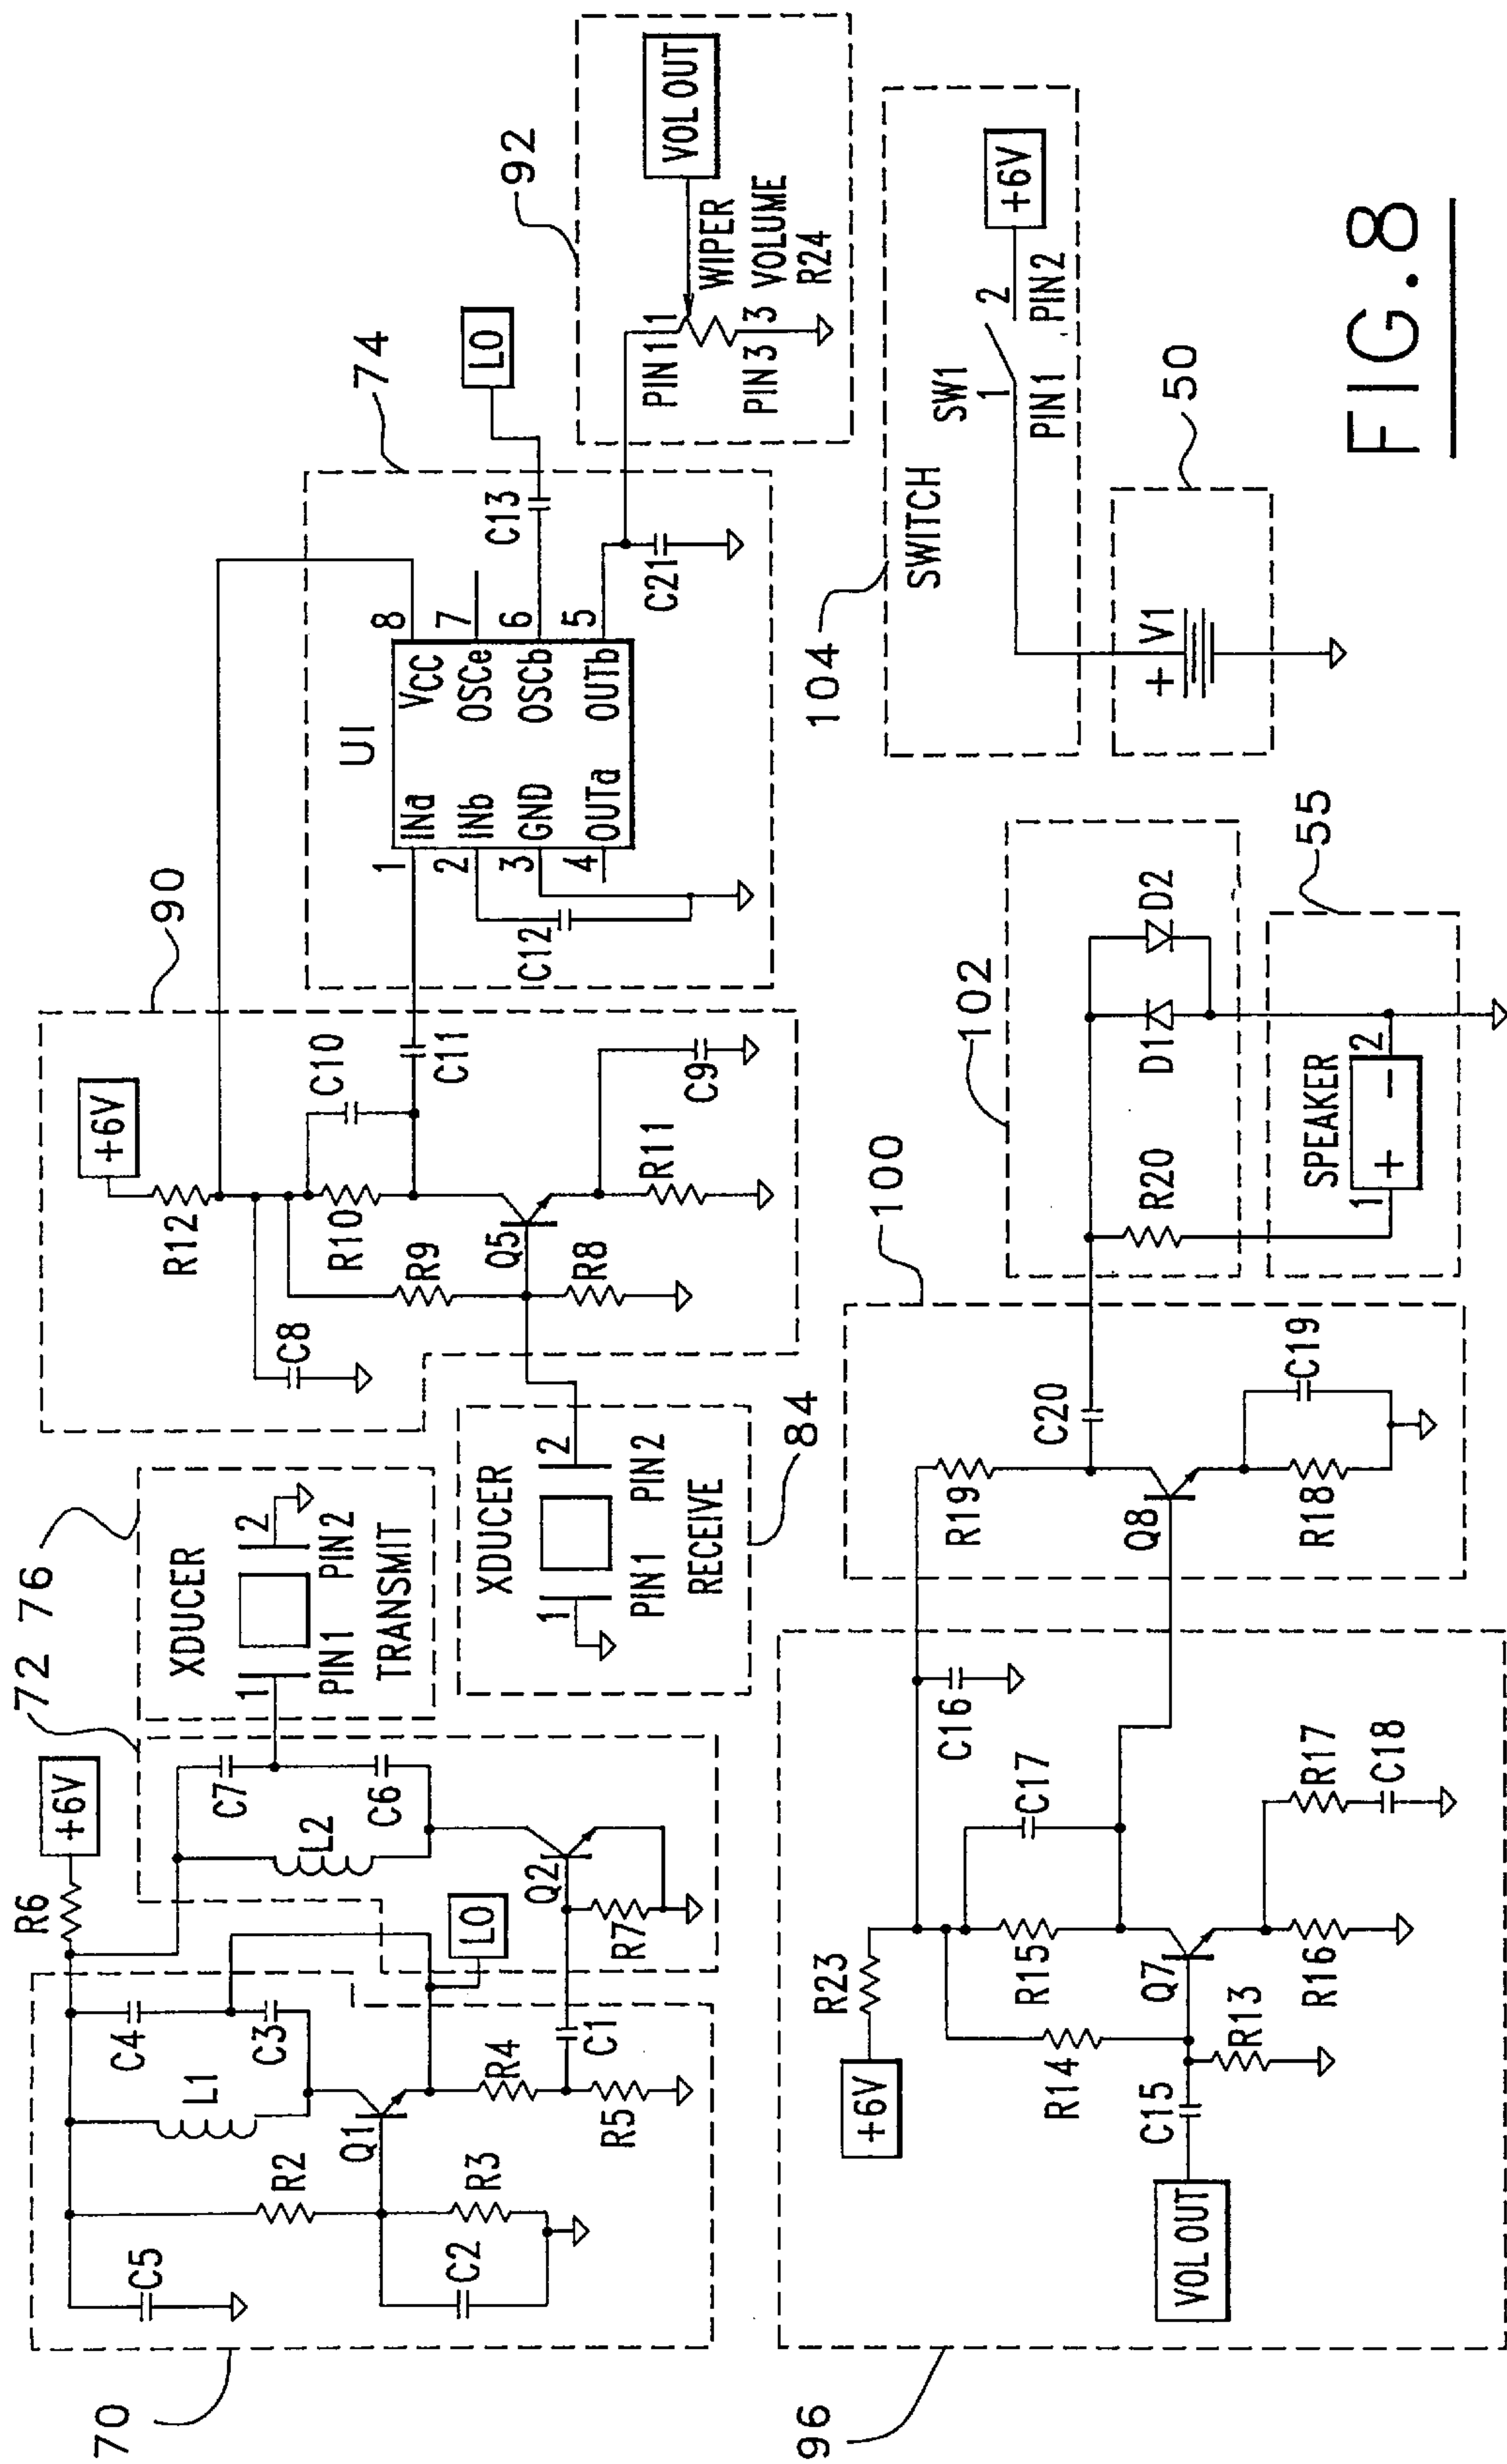 70
C5
R2
C2
R3
L1
Q1
C4
C3
R4
R5
C1
R6
+6V
LO
72
L2
C7
C6
Q2
R7
76
XDUCER
1
2
PIN1 PIN2
TRANSMIT
84
XDUCER
1
2
PIN1 PIN2
RECEIVE
90
+6V
R12
C8
R10
C10
R9
Q5
R8
C11
R11
C9
74
UI
1
INa
2
INb
3
GND
4
OUTa
VCC
8
OSCe
7
OSCb
6
OUTb
5
C12
C13
C21
LO
92
PIN1 1
PIN3 3
WIPER
VOLUME
R24
VOL OUT
96
VOL OUT
C15
+6V
R23
R14
R13
R15
Q7
R16
C17
C16
R17
C18
100
R19
C20
Q8
R18
C19
102
R20
D1
D2
55
SPEAKER
1
+ -
2
104
SWITCH
SW1
1
2
PIN1
PIN2
+6V
50
+ V1
FIG.8